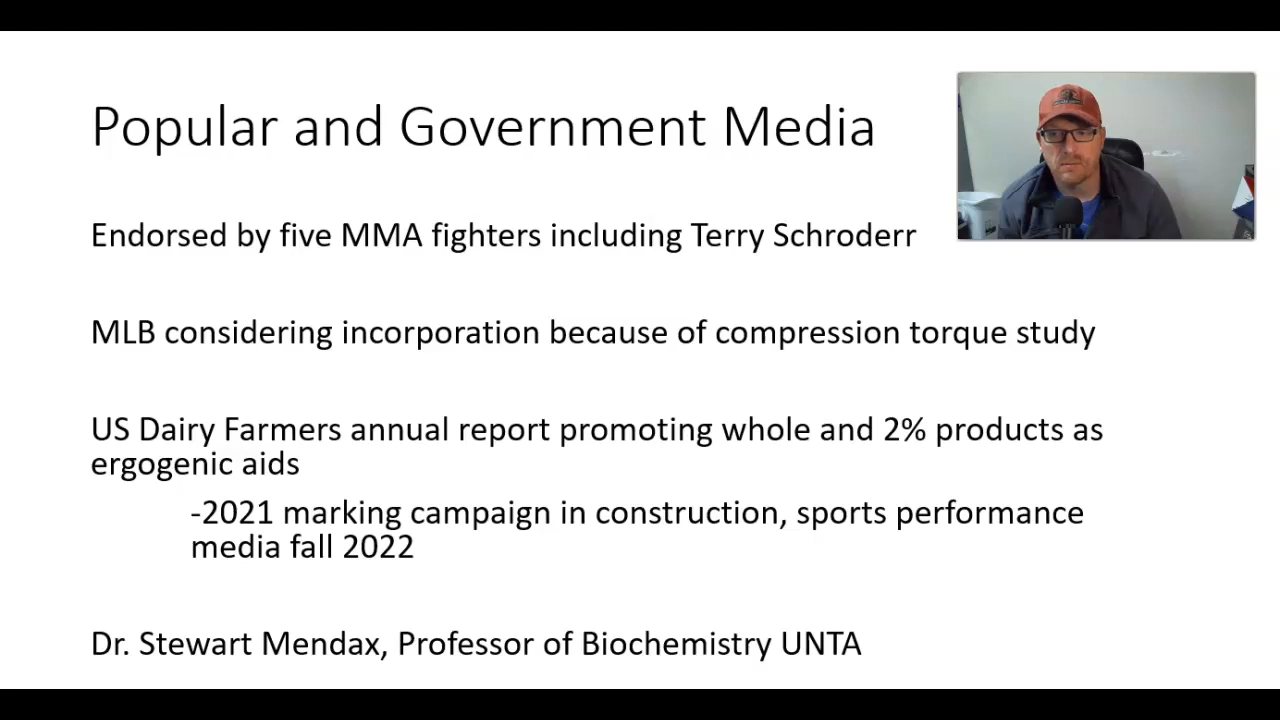 Popular and Government Media
Endorsed by five MMA fighters including Terry Schroderr
MLB considering incorporation because of compression torque study
US Dairy Farmers annual report promoting whole and 2% products as
ergogenic aids
-2021 marking campaign in construction, sports performance
media fall 2022
Dr. Stewart Mendax, Professor of Biochemistry UNTA